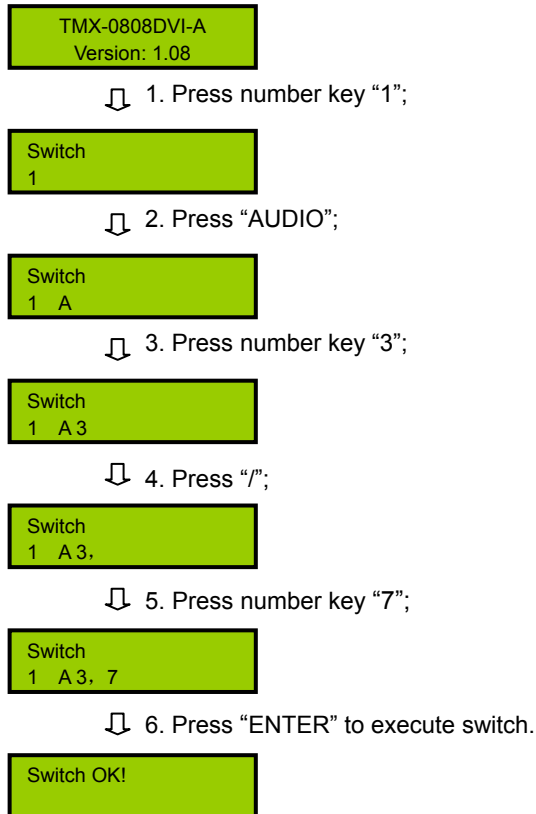 TMX-0808DVI-A
Version: 1.08
1. Press number key “1”;
Switch
1
2. Press “AUDIO”;
Switch
1 A
3. Press number key “3”;
Switch
1 A 3
4. Press “/”;
Switch
1 A 3，
5. Press number key “7”;
Switch
1 A 3，7
6. Press “ENTER” to execute switch.
Switch OK!